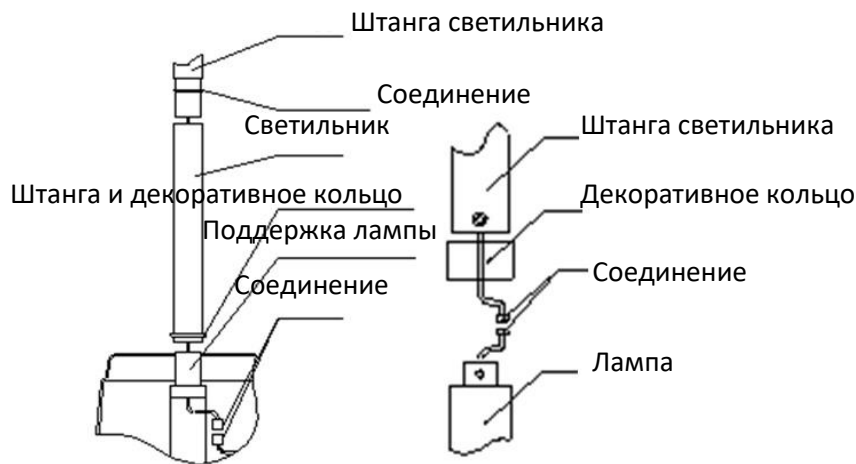 Штанга светильника
Соединение
Светильник
Штанга и декоративное кольцо
Поддержка лампы
Соединение
Штанга светильника
Декоративное кольцо
Соединение
Лампа